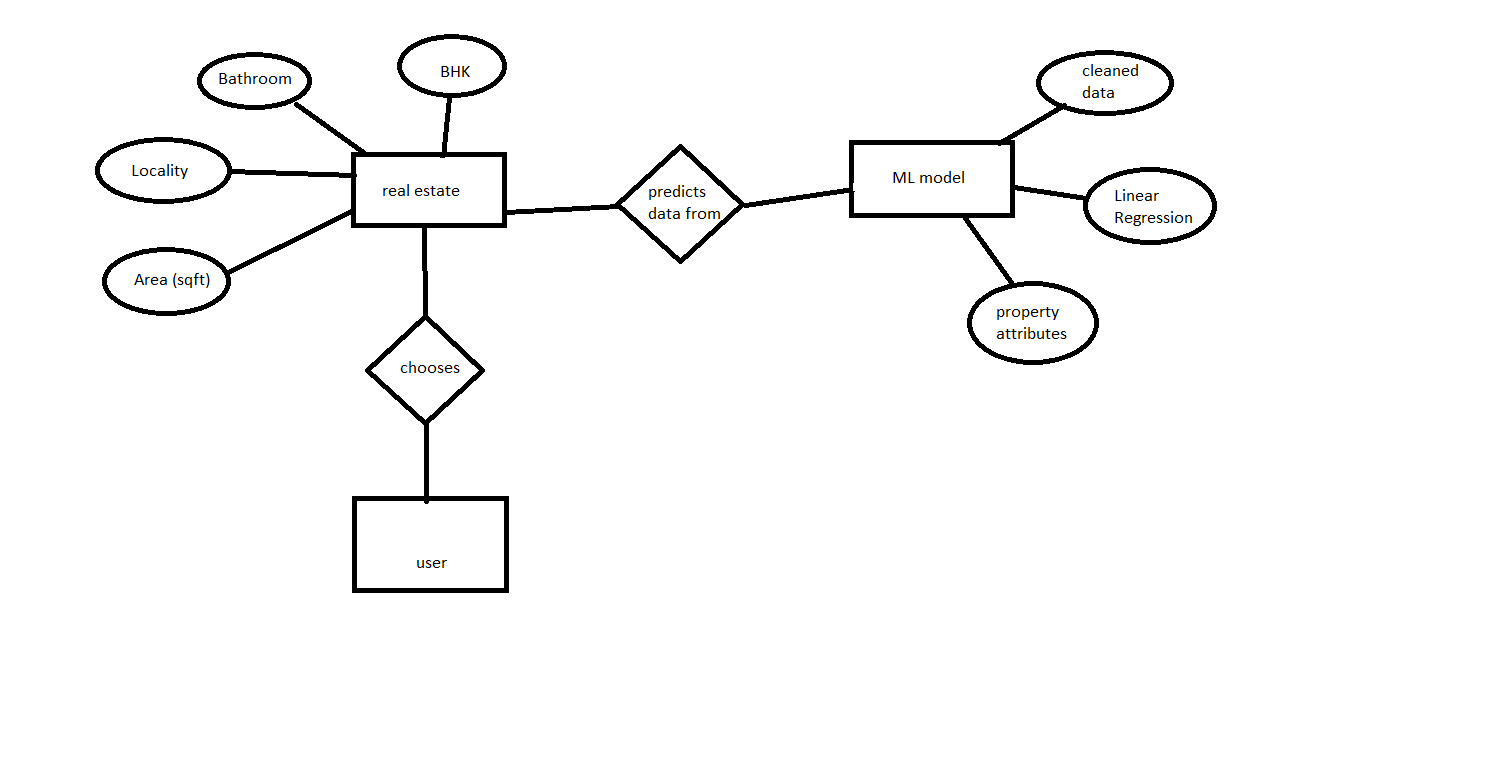 BHK
Bathroom
cleaned
data
Locality
real estate
predicts
data from
ML model
Linear
Regression
Area (sqft)
property
attributes
chooses
user